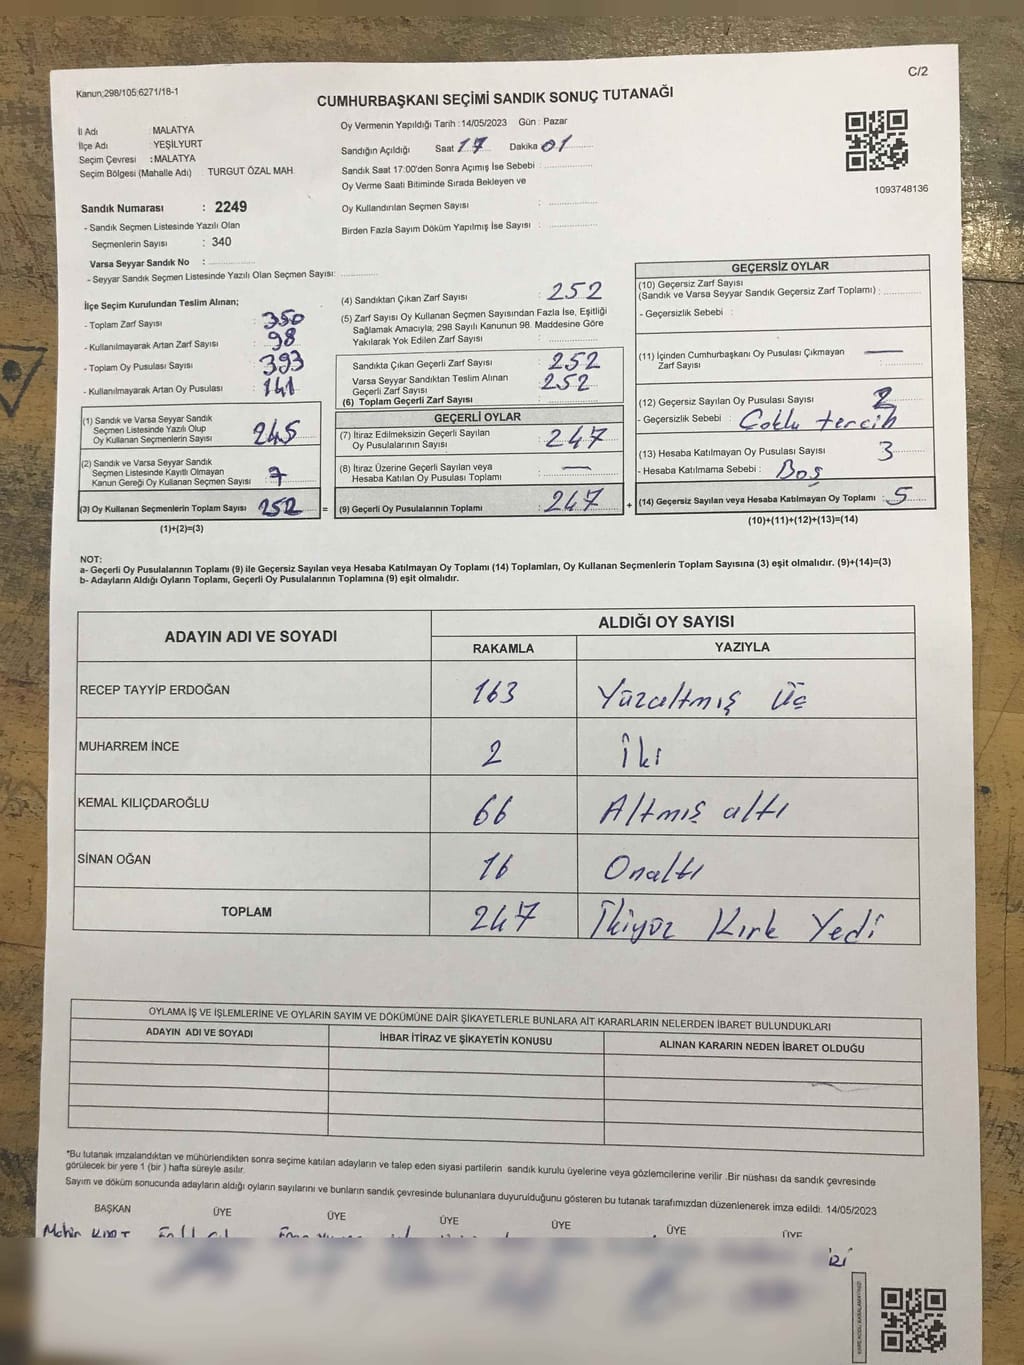 C/2
Kanun;298/105;6271/18-1
CUMHURBAŞKANI SEÇİMİ SANDIK SONUÇ TUTANAĞI
İl Adı : MALATYA
İlçe Adı : YEŞİLYURT
Seçim Çevresi : MALATYA
Seçim Bölgesi (Mahalle Adı) : TURGUT ÖZAL MAH.
Sandık Numarası : 2249
- Sandık Seçmen Listesinde Yazılı Olan
Seçmenlerin Sayısı : 340
Varsa Seyyar Sandık No :
- Seyyar Sandık Seçmen Listesinde Yazılı Olan Seçmen Sayısı:
Oy Vermenin Yapıldığı Tarih : 14/05/2023 Gün : Pazar
Sandığın Açıldığı Saat 17 Dakika 01
Sandık Saat 17:00'den Sonra Açımış İse Sebebi :
Oy Verme Saati Bitiminde Sırada Bekleyen ve
Oy Kullandırılan Seçmen Sayısı :
Birden Fazla Sayım Döküm Yapılmış İse Sayısı :
1093748136
İlçe Seçim Kurulundan Teslim Alınan;
- Toplam Zarf Sayısı : 350
- Kullanılmayarak Artan Zarf Sayısı : 98
- Toplam Oy Pusulası Sayısı : 393
- Kullanılmayarak Artan Oy Pusulası : 141
(1) Sandık ve Varsa Seyyar Sandık
Seçmen Listesinde Yazılı Olup
Oy Kullanan Seçmenlerin Sayısı : 245
(2) Sandık ve Varsa Seyyar Sandık
Seçmen Listesinde Kayıtlı Olmayan
Kanun Gereği Oy Kullanan Seçmen Sayısı : 7
(3) Oy Kullanan Seçmenlerin Toplam Sayısı : 252
(1)+(2)=(3)
(4) Sandıktan Çıkan Zarf Sayısı : 252
(5) Zarf Sayısı Oy Kullanan Seçmen Sayısından Fazla İse, Eşitliği
Sağlamak Amacıyla; 298 Sayılı Kanunun 98. Maddesine Göre
Yakılarak Yok Edilen Zarf Sayısı :
Sandıkta Çıkan Geçerli Zarf Sayısı : 252
Varsa Seyyar Sandıktan Teslim Alınan
Geçerli Zarf Sayısı : 252
(6) Toplam Geçerli Zarf Sayısı :
GEÇERLİ OYLAR
(7) İtiraz Edilmeksizin Geçerli Sayılan
Oy Pusulalarının Sayısı : 247
(8) İtiraz Üzerine Geçerli Sayılan veya
Hesaba Katılan Oy Pusulası Toplamı : —
= (9) Geçerli Oy Pusulalarının Toplamı : 247
GEÇERSİZ OYLAR
(10) Geçersiz Zarf Sayısı
(Sandık ve Varsa Seyyar Sandık Geçersiz Zarf Toplamı) :
- Geçersizlik Sebebi :
(11) İçinden Cumhurbaşkanı Oy Pusulası Çıkmayan —
Zarf Sayısı :
(12) Geçersiz Sayılan Oy Pusulası Sayısı : 2
- Geçersizlik Sebebi : Çoklu tercih
(13) Hesaba Katılmayan Oy Pusulası Sayısı : 3
- Hesaba Katılmama Sebebi : Boş
+ (14) Geçersiz Sayılan veya Hesaba Katılmayan Oy Toplamı : 5
(10)+(11)+(12)+(13)=(14)
NOT:
a- Geçerli Oy Pusulalarının Toplamı (9) ile Geçersiz Sayılan veya Hesaba Katılmayan Oy Toplamı (14) Toplamları, Oy Kullanan Seçmenlerin Toplam Sayısına (3) eşit olmalıdır. (9)+(14)=(3)
b- Adayların Aldığı Oyların Toplamı, Geçerli Oy Pusulalarının Toplamına (9) eşit olmalıdır.
ADAYIN ADI VE SOYADI ALDIĞI OY SAYISI
RAKAMLA YAZIYLA
RECEP TAYYİP ERDOĞAN 163 Yüzaltmış Üç
MUHARREM İNCE 2 İki
KEMAL KILIÇDAROĞLU 66 Altmış altı
SİNAN OĞAN 16 Onaltı
TOPLAM 247 İkiyüz Kırk Yedi
OYLAMA İŞ VE İŞLEMLERİNE VE OYLARIN SAYIM VE DÖKÜMÜNE DAİR ŞİKAYETLERLE BUNLARA AİT KARARLARIN NELERDEN İBARET BULUNDUKLARI
ADAYIN ADI VE SOYADI İHBAR İTİRAZ VE ŞİKAYETİN KONUSU ALINAN KARARIN NEDEN İBARET OLDUĞU
*Bu tutanak imzalandıktan ve mühürlendikten sonra seçime katılan adayların ve talep eden siyasi partilerin sandık kurulu üyelerine veya gözlemcilerine verilir .Bir nüshası da sandık çevresinde
görülecek bir yere 1 (bir ) hafta süreyle asılır.
Sayım ve döküm sonucunda adayların aldığı oyların sayılarını ve bunların sandık çevresinde bulunanlara duyurulduğunu gösteren bu tutanak tarafımızdan düzenlenerek imza edildi. 14/05/2023
BAŞKAN ÜYE ÜYE ÜYE ÜYE ÜYE ÜYE